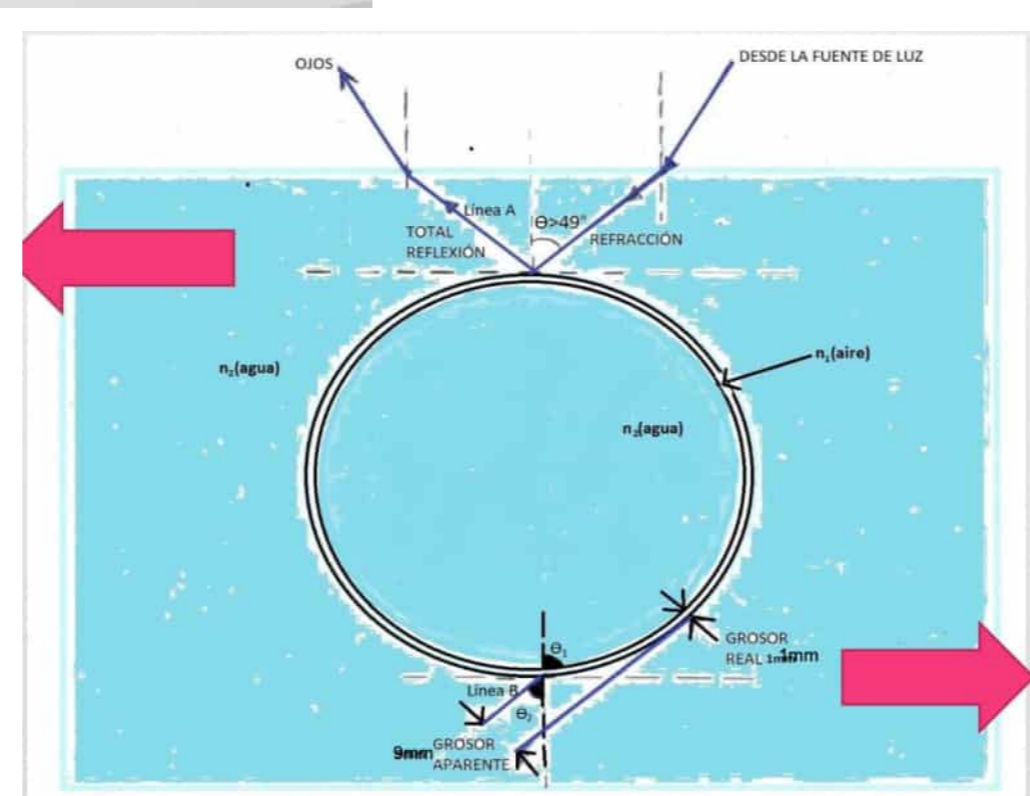 OJOS
DESDE LA FUENTE DE LUZ
Línea A
ϴ>49°
TOTAL
REFLEXIÓN
REFRACCIÓN
n₁(aire)
n₂(agua)
n₂(agua)
ϴ₁
GROSOR
REAL 1mm 1mm
Línea B
ϴ₂
9mm
GROSOR
APARENTE